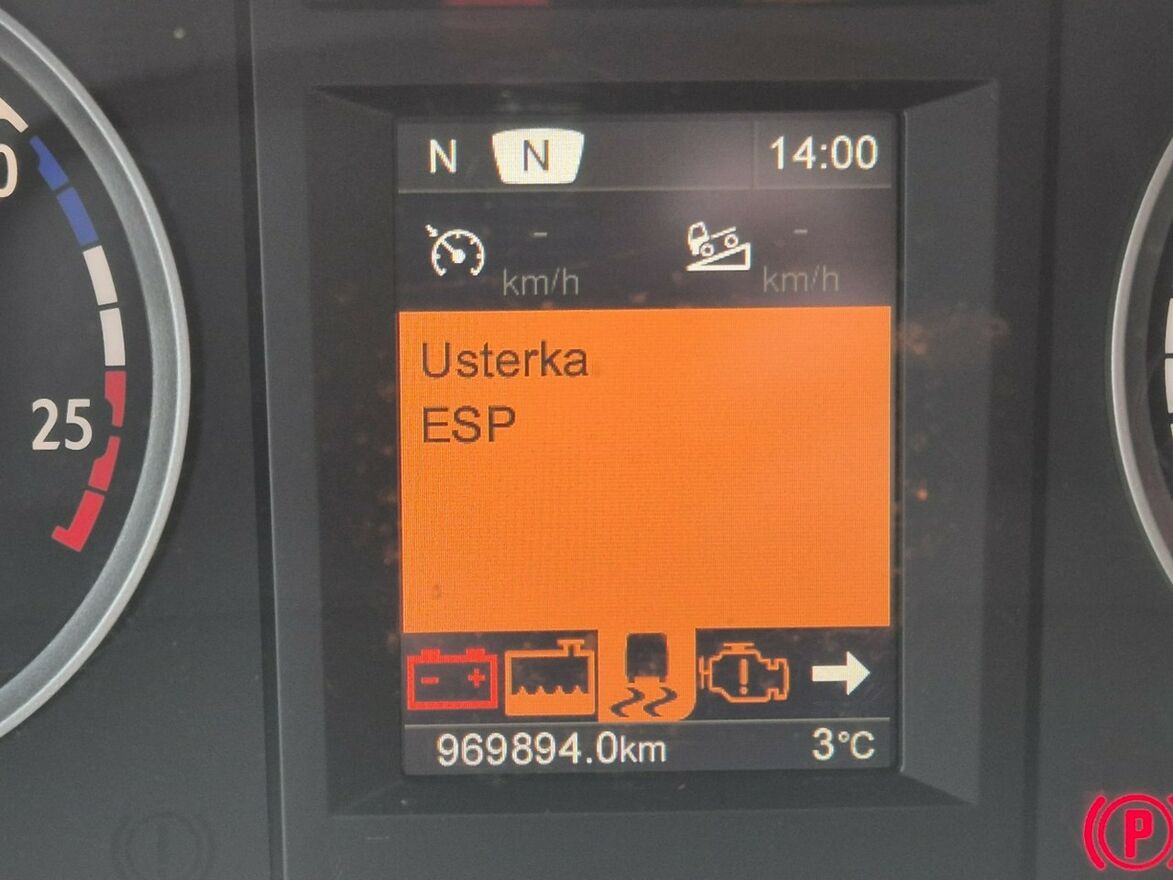 N N 14:00
- km/h - km/h
Usterka
ESP
969894.0km 3°C
25
P